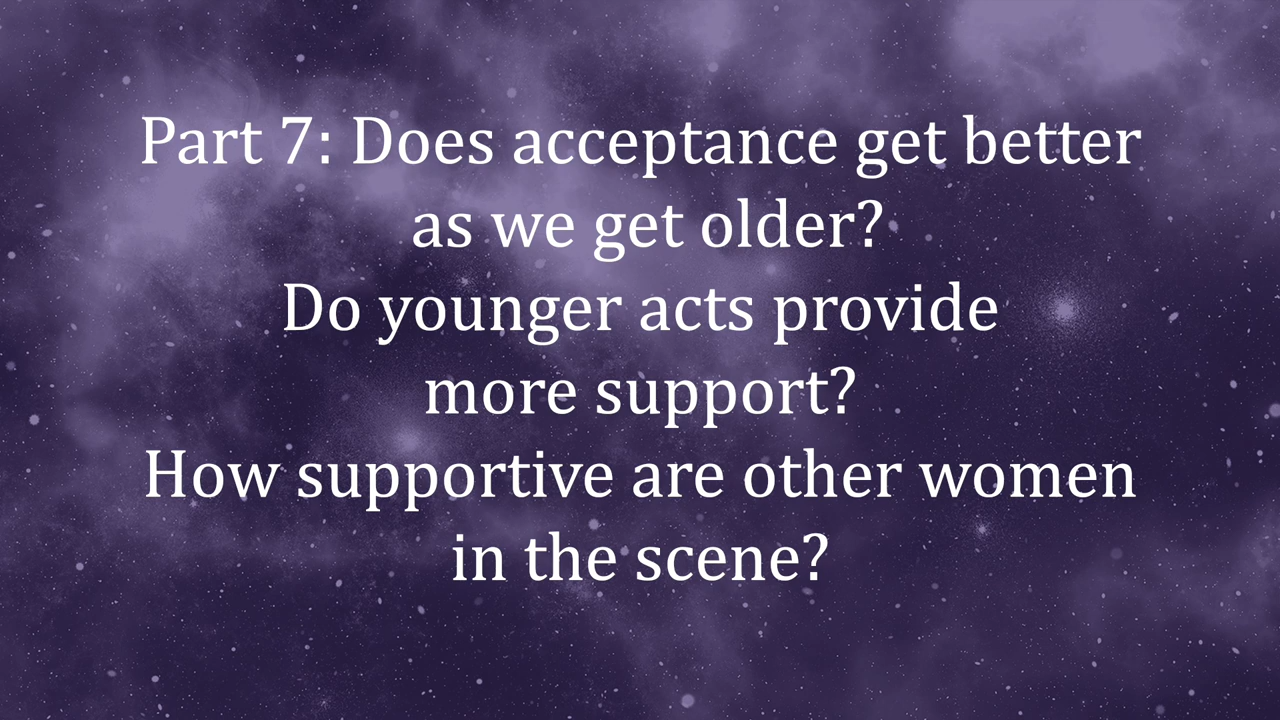 Part 7: Does acceptance get better
as we get older?
Do younger acts provide
more support?
How supportive are other women
in the scene?